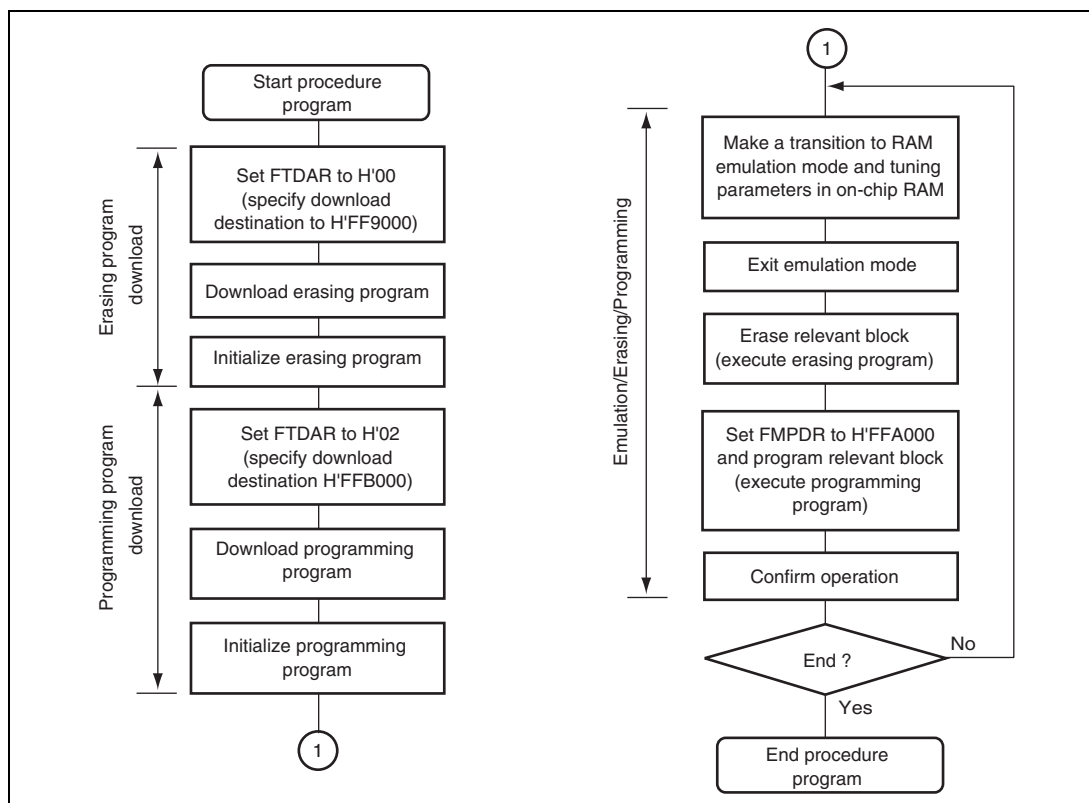 Start procedure
program
Erasing program
download
Set FTDAR to H'00
(specify download
destination to H'FF9000)
Download erasing program
Initialize erasing program
Programming program
download
Set FTDAR to H'02
(specify download
destination H'FFB000)
Download programming
program
Initialize programming
program
1
1
Emulation/Erasing/Programming
Make a transition to RAM
emulation mode and tuning
parameters in on-chip RAM
Exit emulation mode
Erase relevant block
(execute erasing program)
Set FMPDR to H'FFA000
and program relevant block
(execute programming
program)
Confirm operation
End ?
No
Yes
End procedure
program